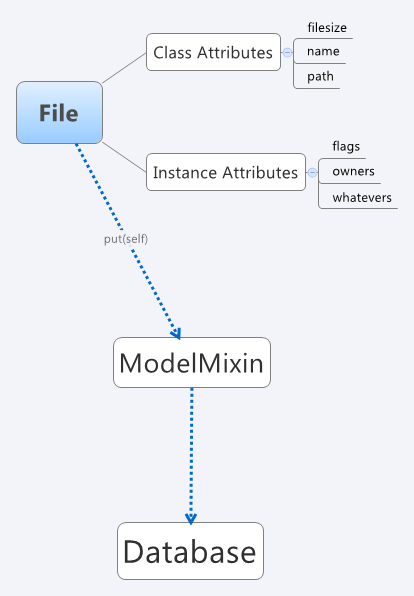 filesize
Class Attributes
name
path
File
flags
Instance Attributes
owners
whatevers
put(self)
ModelMixin
Database